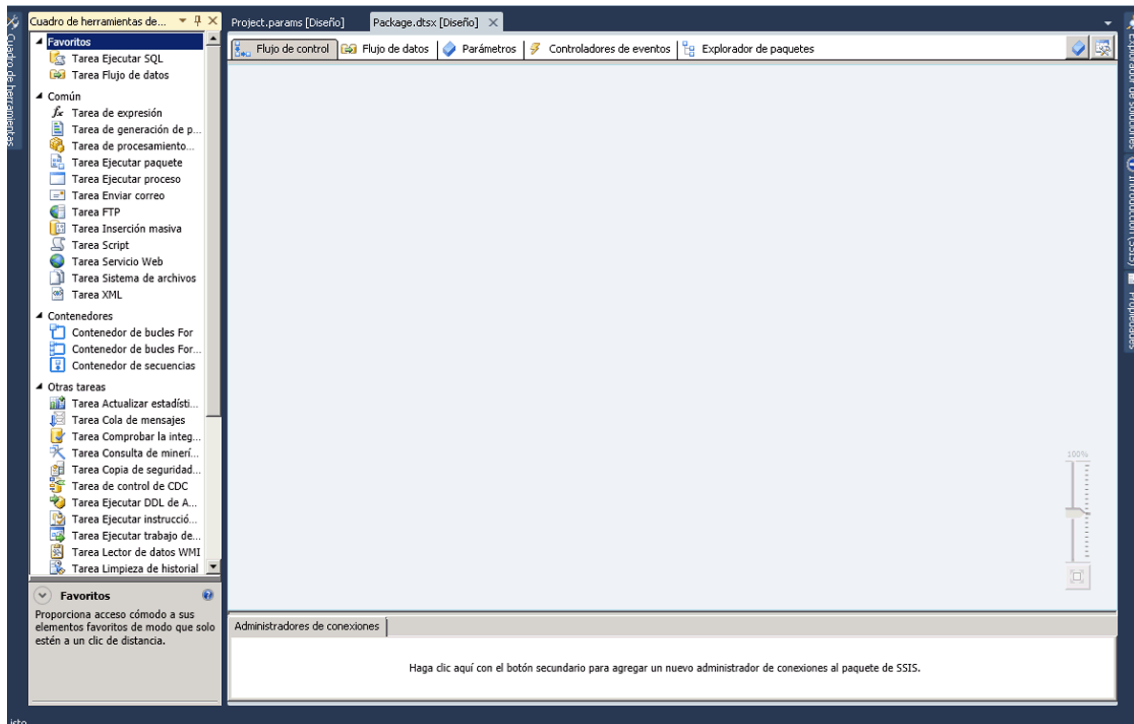 Cuadro de herramientas de...
Project.params [Diseño]
Package.dtsx [Diseño]
Cuadro de herramientas
Favoritos
Tarea Ejecutar SQL
Tarea Flujo de datos
Común
Tarea de expresión
Tarea de generación de p...
Tarea de procesamiento...
Tarea Ejecutar paquete
Tarea Ejecutar proceso
Tarea Enviar correo
Tarea FTP
Tarea Inserción masiva
Tarea Script
Tarea Servicio Web
Tarea Sistema de archivos
Tarea XML
Contenedores
Contenedor de bucles For
Contenedor de bucles For...
Contenedor de secuencias
Otras tareas
Tarea Actualizar estadísti...
Tarea Cola de mensajes
Tarea Comprobar la integ...
Tarea Consulta de minerí...
Tarea Copia de seguridad...
Tarea de control de CDC
Tarea Ejecutar DDL de A...
Tarea Ejecutar instrucció...
Tarea Ejecutar trabajo de...
Tarea Lector de datos WMI
Tarea Limpieza de historial
Favoritos
Proporciona acceso cómodo a sus
elementos favoritos de modo que solo
estén a un clic de distancia.
Flujo de control
Flujo de datos
Parámetros
Controladores de eventos
Explorador de paquetes
100%
Administradores de conexiones
Haga clic aquí con el botón secundario para agregar un nuevo administrador de conexiones al paquete de SSIS.
Explorador de soluciones
Introducción (SSIS)
Propiedades